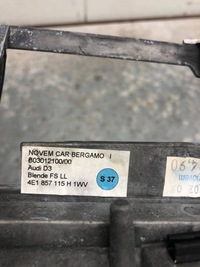 NOVEM CAR BERGAMO I
803012100/00
Audi D3
Blende FS LL
4E1 857 115 H 1WV
S 37